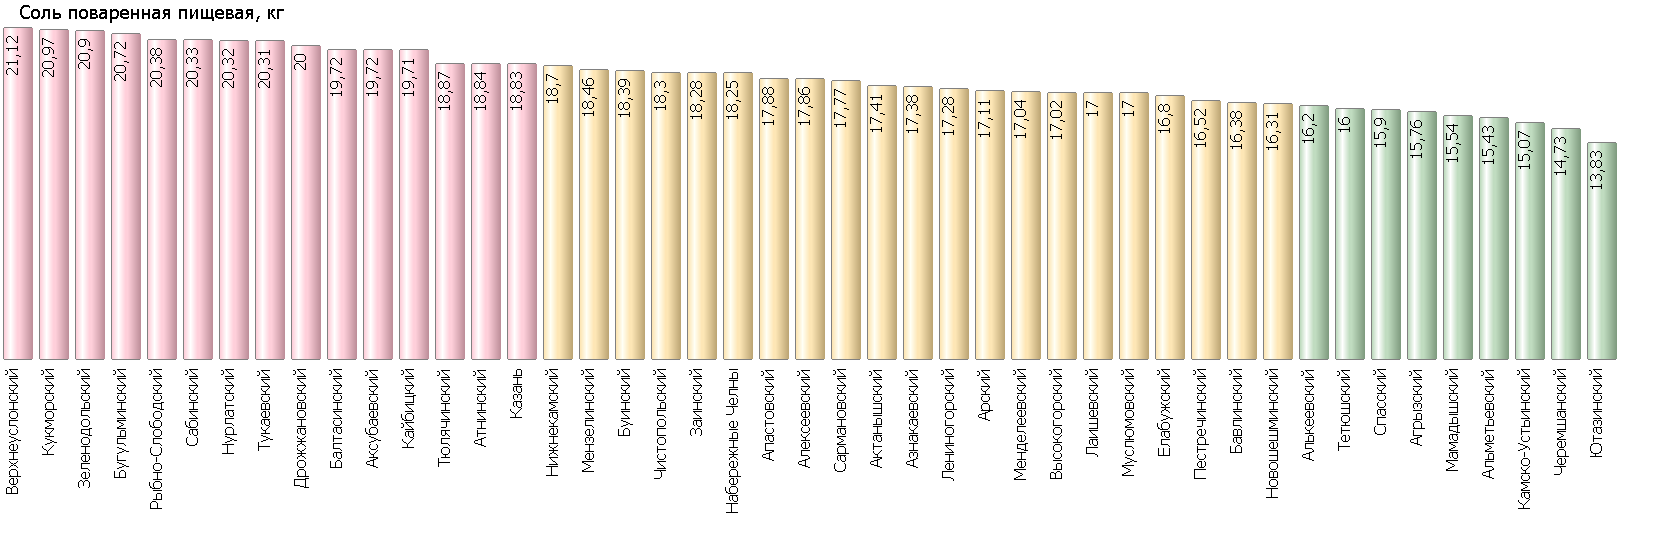 Соль поваренная пищевая, кг
21,12
20,97
20,9
20,72
20,38
20,33
20,32
20,31
20
19,72
19,72
19,71
18,87
18,84
18,83
18,7
18,46
18,39
18,3
18,28
18,25
17,88
17,86
17,77
17,41
17,38
17,28
17,11
17,04
17,02
17
17
16,8
16,52
16,38
16,31
16,2
16
15,9
15,76
15,54
15,43
15,07
14,73
13,83
Верхнеуслонский
Кукморский
Зеленодольский
Бугульминский
Рыбно-Слободский
Сабинский
Нурлатский
Тукаевский
Дрожжановский
Балтасинский
Аксубаевский
Кайбицкий
Тюлячинский
Атнинский
Казань
Нижнекамский
Мензелинский
Буинский
Чистопольский
Заинский
Набережные Челны
Апастовский
Алексеевский
Сармановский
Актанышский
Азнакаевский
Лениногорский
Арский
Менделеевский
Высокогорский
Лаишевский
Муслюмовский
Елабужский
Пестречинский
Бавлинский
Новошешминский
Алькеевский
Тетюшский
Спасский
Агрызский
Мамадышский
Альметьевский
Камско-Устьинский
Черемшанский
Ютазинский